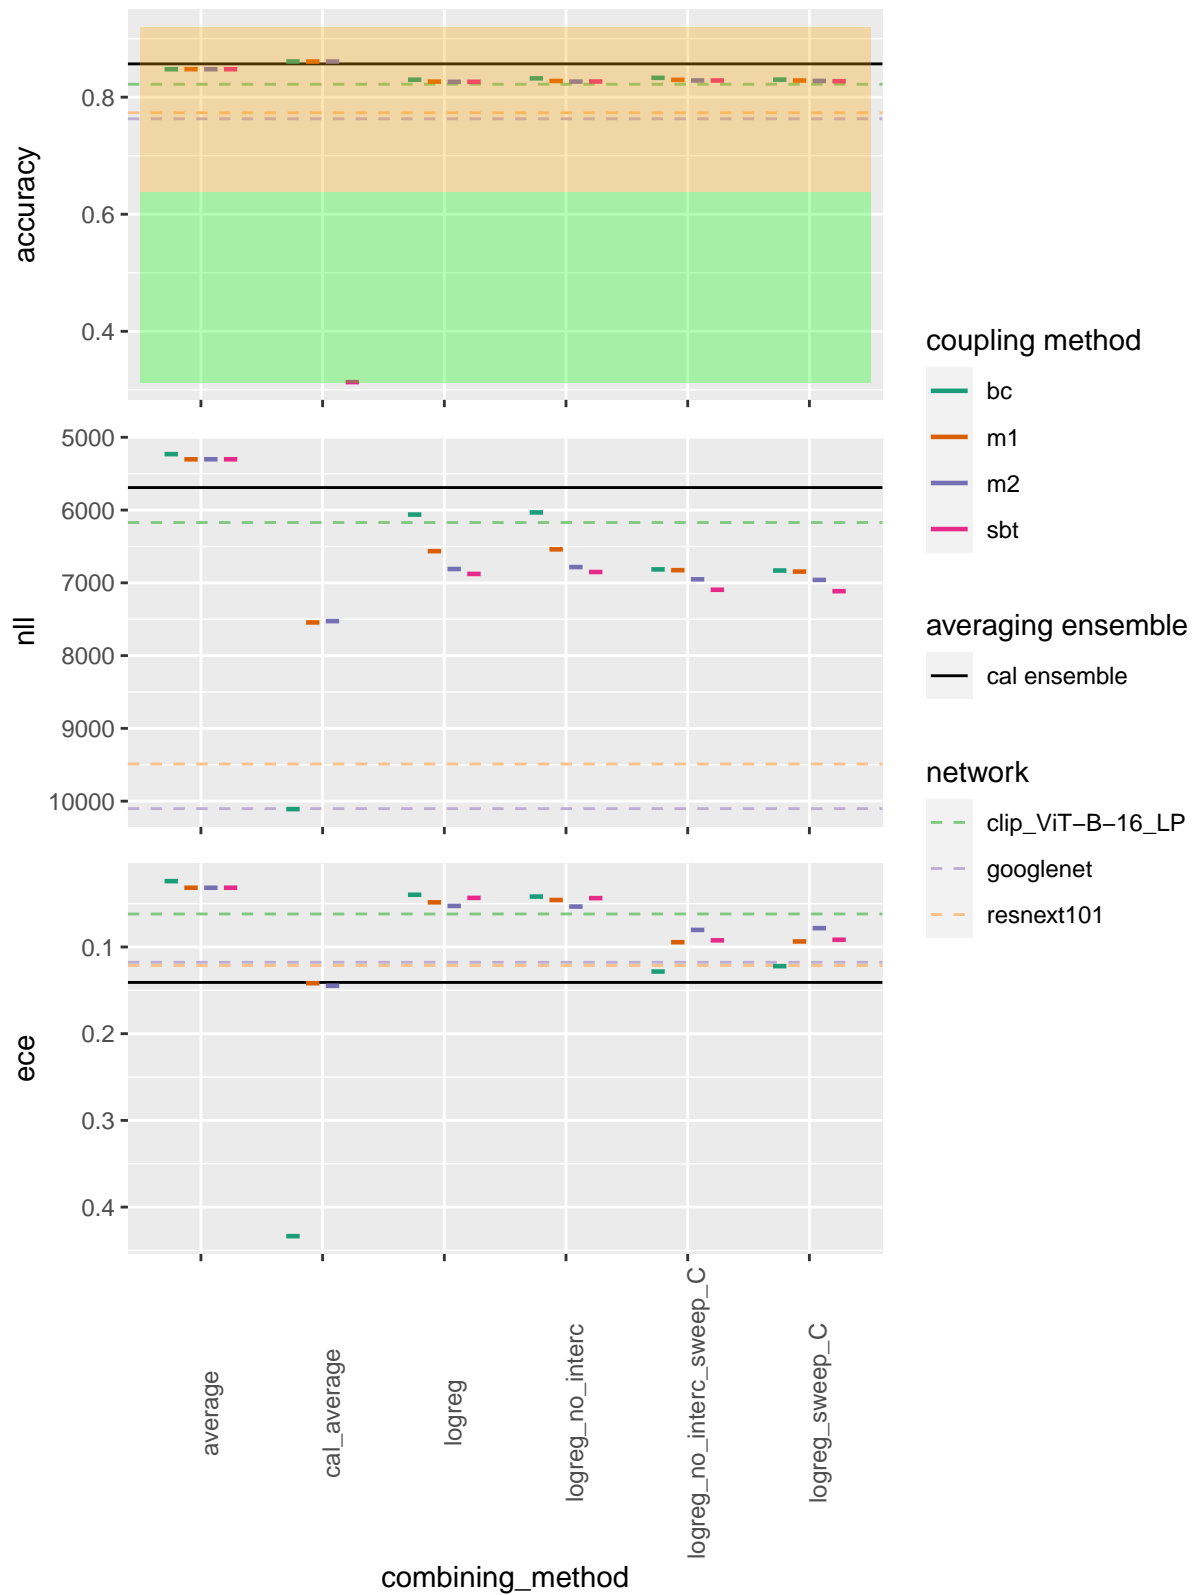 accuracy
0.8
0.6
0.4
nll
5000
6000
7000
8000
9000
10000
ece
0.1
0.2
0.3
0.4
average
cal_average
logreg
logreg_no_interc
logreg_no_interc_sweep_C
logreg_sweep_C
combining_method
coupling method
bc
m1
m2
sbt
averaging ensemble
cal ensemble
network
clip_ViT−B−16_LP
googlenet
resnext101